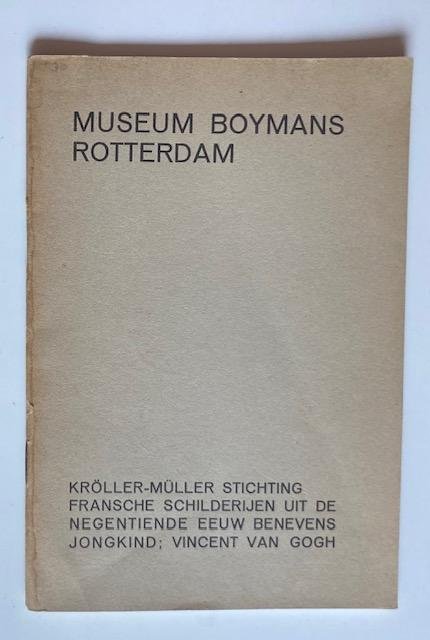 MUSEUM BOYMANS
ROTTERDAM
KRÖLLER-MÜLLER STICHTING
FRANSCHE SCHILDERIJEN UIT DE
NEGENTIENDE EEUW BENEVENS
JONGKIND; VINCENT VAN GOGH